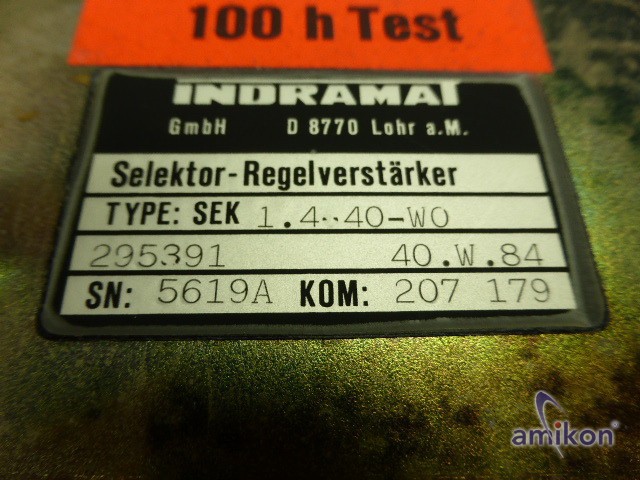 100 h Test
INDRAMAT
GmbH D 8770 Lohr a.M.
Selektor-Regelverstärker
TYPE: SEK 1.4-40-W0
295391 40.W.84
SN: 5619A KOM: 207 179
amikon